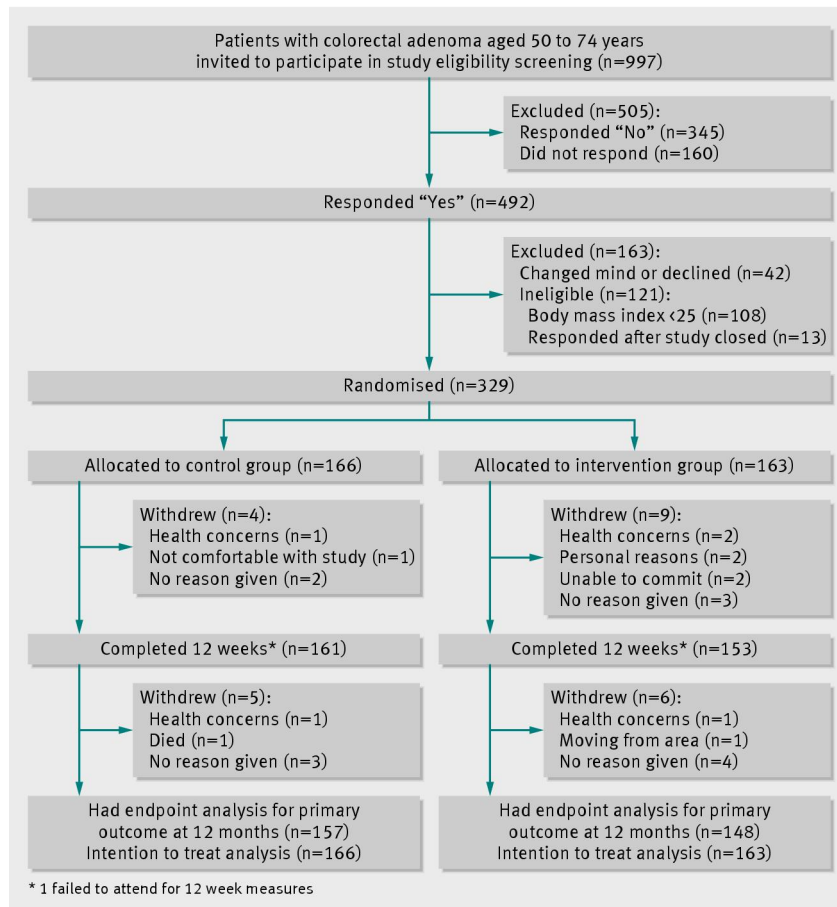 Patients with colorectal adenoma aged 50 to 74 years
invited to participate in study eligibility screening (n=997)
Excluded (n=505):
Responded “No” (n=345)
Did not respond (n=160)
Responded “Yes” (n=492)
Excluded (n=163):
Changed mind or declined (n=42)
Ineligible (n=121):
Body mass index <25 (n=108)
Responded after study closed (n=13)
Randomised (n=329)
Allocated to control group (n=166)
Allocated to intervention group (n=163)
Withdrew (n=4):
Health concerns (n=1)
Not comfortable with study (n=1)
No reason given (n=2)
Withdrew (n=9):
Health concerns (n=2)
Personal reasons (n=2)
Unable to commit (n=2)
No reason given (n=3)
Completed 12 weeks* (n=161)
Completed 12 weeks* (n=153)
Withdrew (n=5):
Health concerns (n=1)
Died (n=1)
No reason given (n=3)
Withdrew (n=6):
Health concerns (n=1)
Moving from area (n=1)
No reason given (n=4)
Had endpoint analysis for primary
outcome at 12 months (n=157)
Intention to treat analysis (n=166)
Had endpoint analysis for primary
outcome at 12 months (n=148)
Intention to treat analysis (n=163)
* 1 failed to attend for 12 week measures